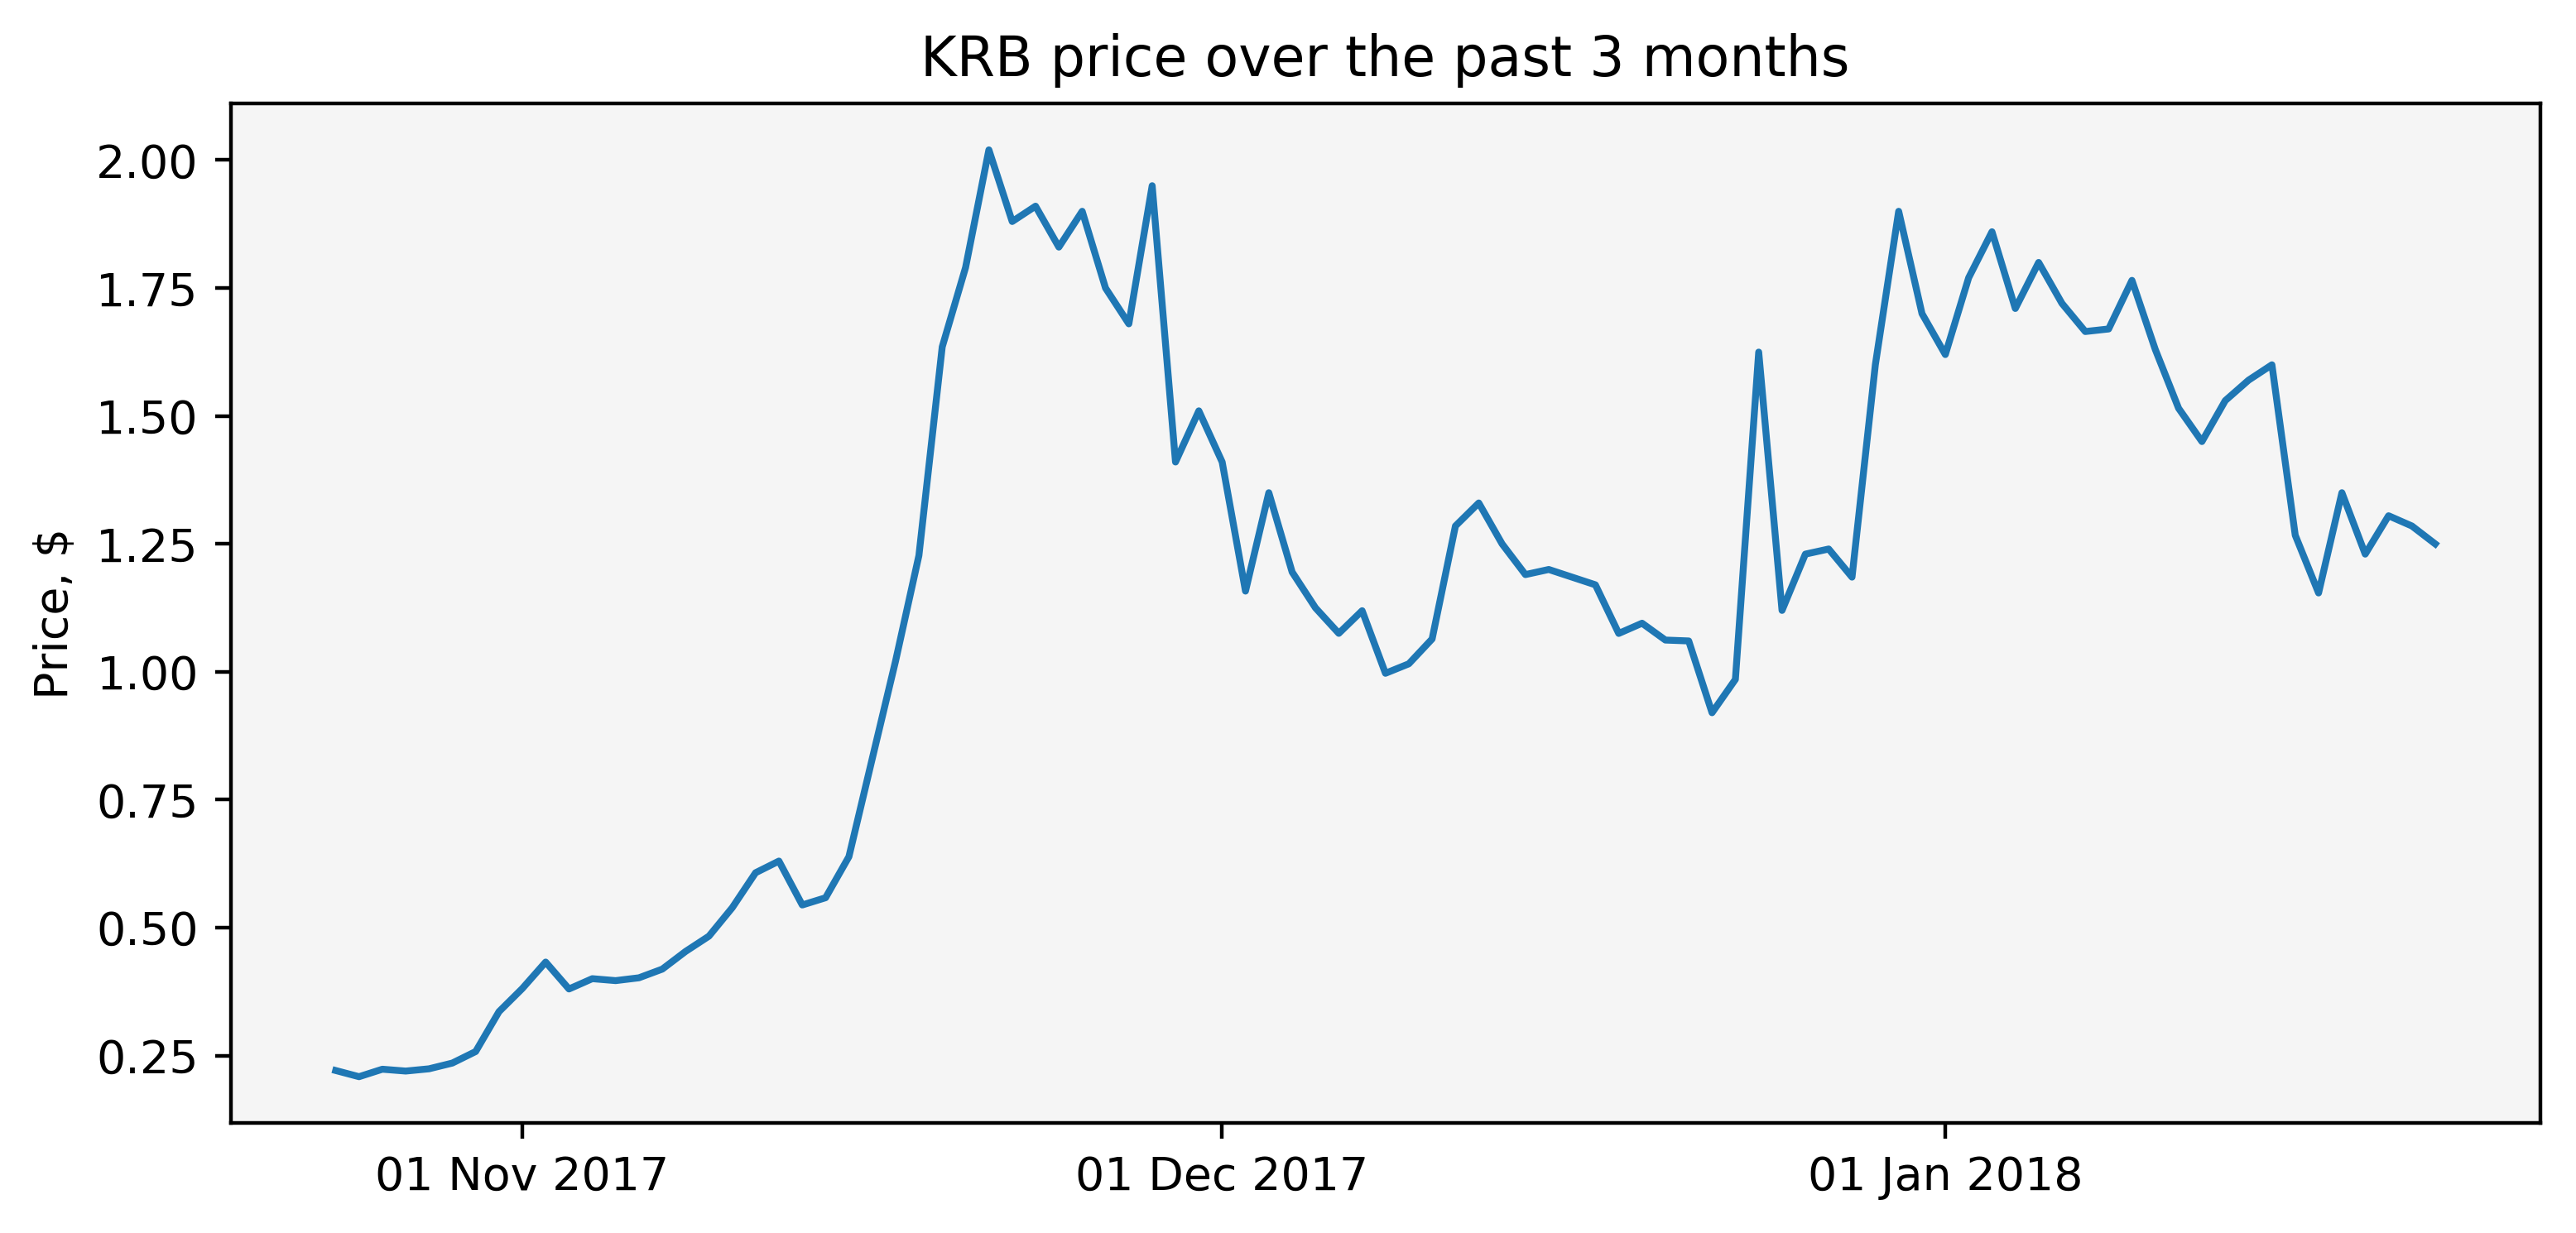 KRB price over the past 3 months
Price, $
2.00
1.75
1.50
1.25
1.00
0.75
0.50
0.25
01 Nov 2017
01 Dec 2017
01 Jan 2018